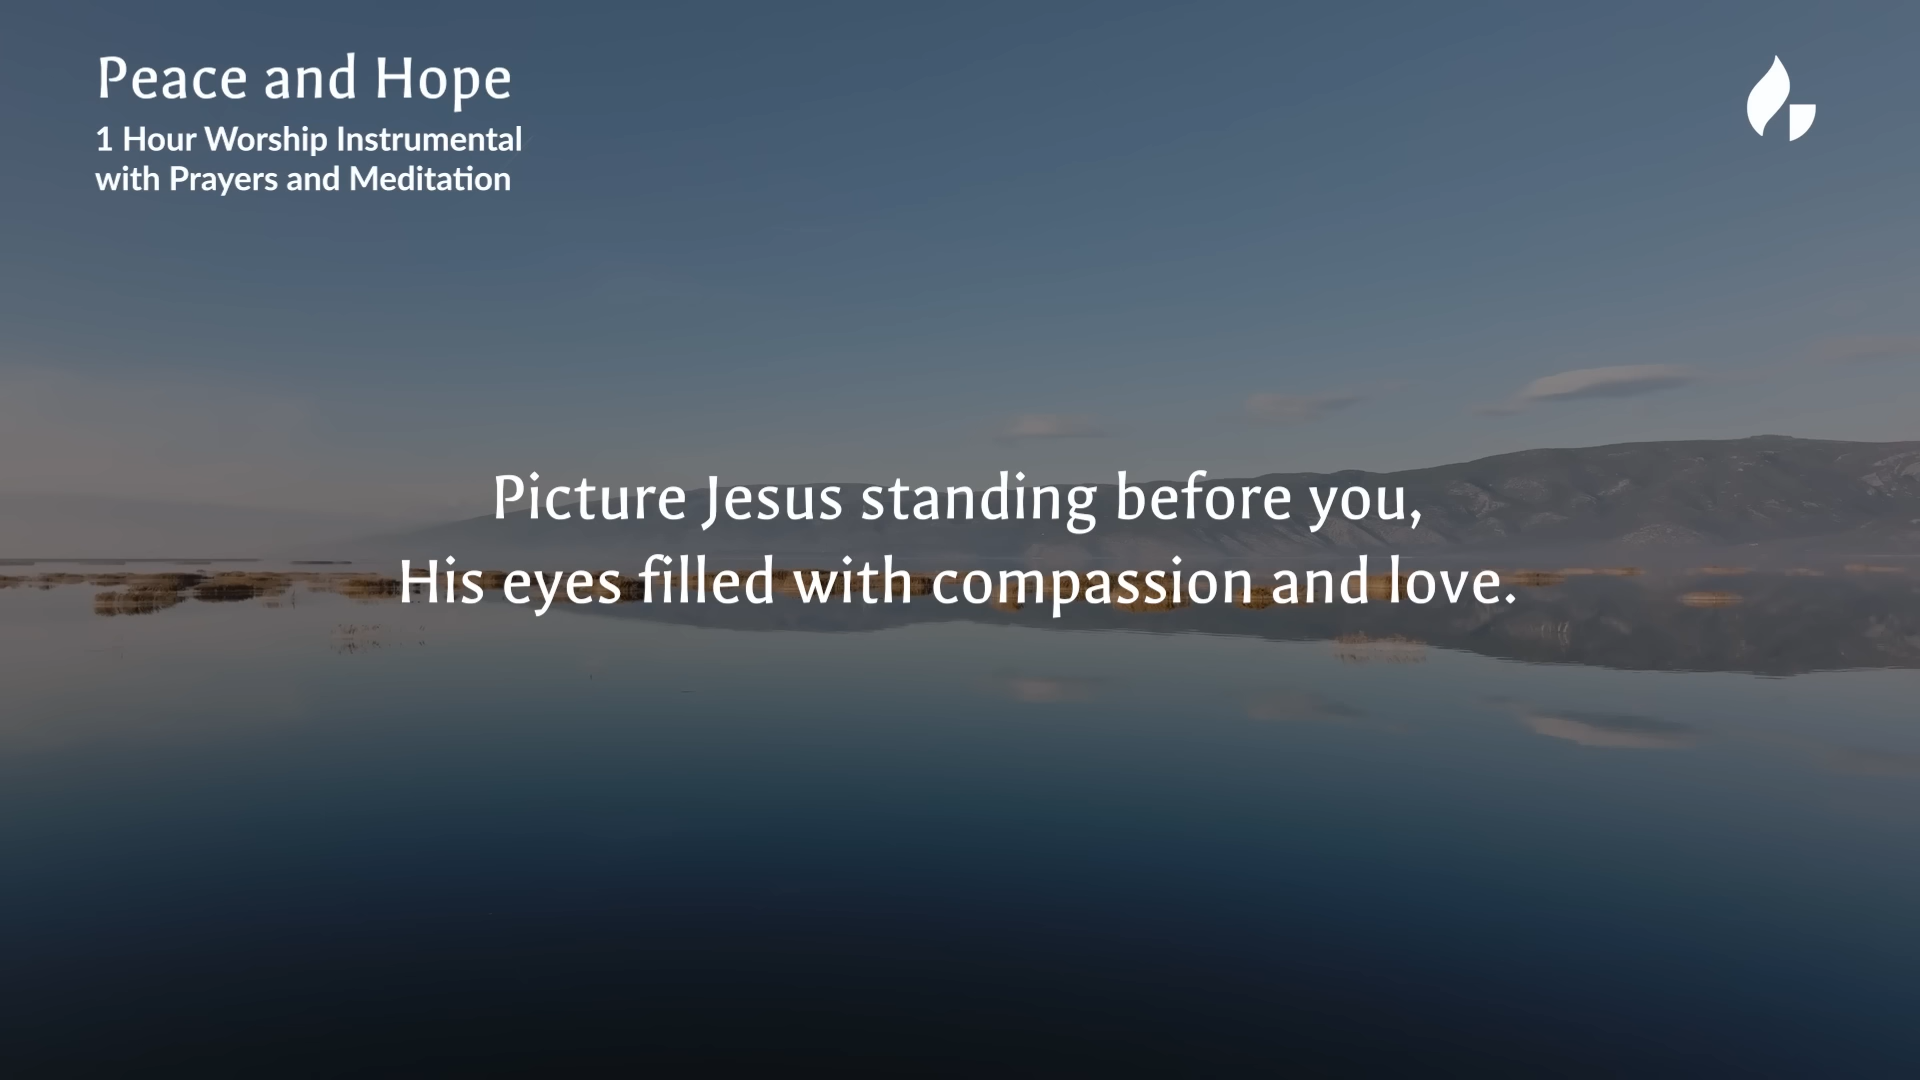 Peace and Hope
1 Hour Worship Instrumental
with Prayers and Meditation
Picture Jesus standing before you,
His eyes filled with compassion and love.